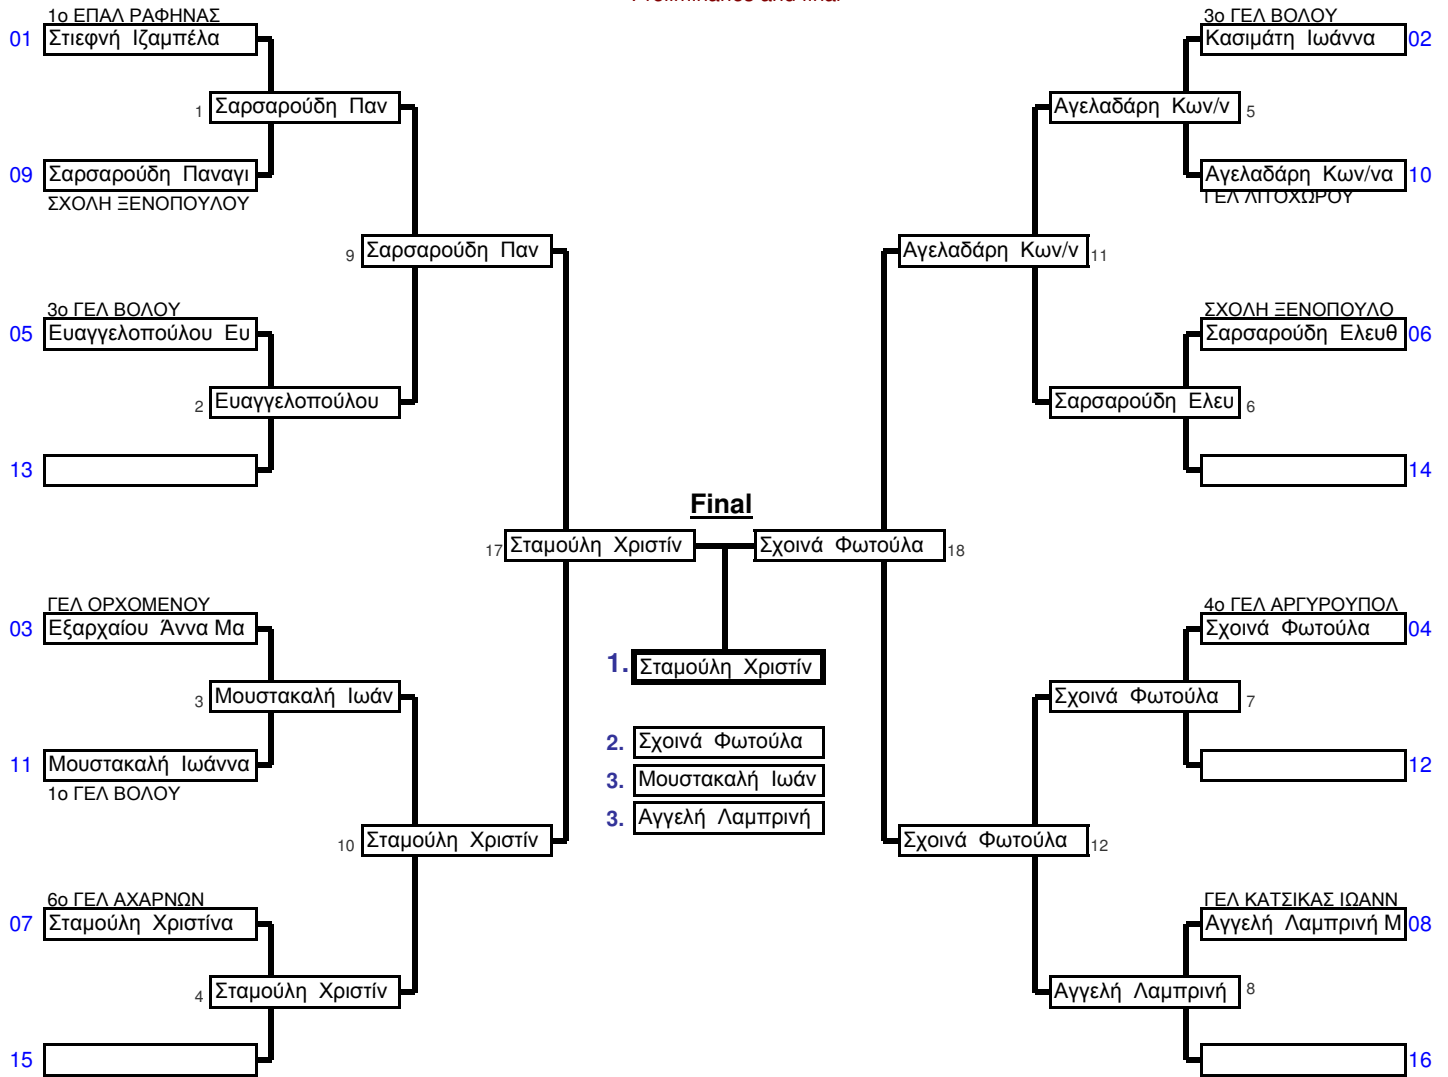 1ο ΕΠΑΛ ΡΑΦΗΝΑΣ
01 Στιεφνή Ιζαμπέλα
1 Σαρσαρούδη Παν
09 Σαρσαρούδη Παναγι
ΣΧΟΛΗ ΞΕΝΟΠΟΥΛΟΥ
9 Σαρσαρούδη Παν
3ο ΓΕΛ ΒΟΛΟΥ
05 Ευαγγελοπούλου Ευ
2 Ευαγγελοπούλου
13
17 Σταμούλη Χριστίν
ΓΕΛ ΟΡΧΟΜΕΝΟΥ
03 Εξαρχαίου Άννα Μα
3 Μουστακαλή Ιωάν
11 Μουστακαλή Ιωάννα
1ο ΓΕΛ ΒΟΛΟΥ
10 Σταμούλη Χριστίν
6ο ΓΕΛ ΑΧΑΡΝΩΝ
07 Σταμούλη Χριστίνα
4 Σταμούλη Χριστίν
15
Final
1. Σταμούλη Χριστίν
2. Σχοινά Φωτούλα
3. Μουστακαλή Ιωάν
3. Αγγελή Λαμπρινή
3ο ΓΕΛ ΒΟΛΟΥ
Κασιμάτη Ιωάννα 02
Αγελαδάρη Κων/ν 5
Αγελαδάρη Κων/να 10
ΓΕΛ ΛΙΤΟΧΩΡΟΥ
Αγελαδάρη Κων/ν 11
ΣΧΟΛΗ ΞΕΝΟΠΟΥΛΟ
Σαρσαρούδη Ελευθ 06
Σαρσαρούδη Ελευ 6
14
Σχοινά Φωτούλα 18
4ο ΓΕΛ ΑΡΓΥΡΟΥΠΟΛ
Σχοινά Φωτούλα 04
Σχοινά Φωτούλα 7
12
Σχοινά Φωτούλα 12
ΓΕΛ ΚΑΤΣΙΚΑΣ ΙΩΑΝΝ
Αγγελή Λαμπρινή Μ 08
Αγγελή Λαμπρινή 8
16